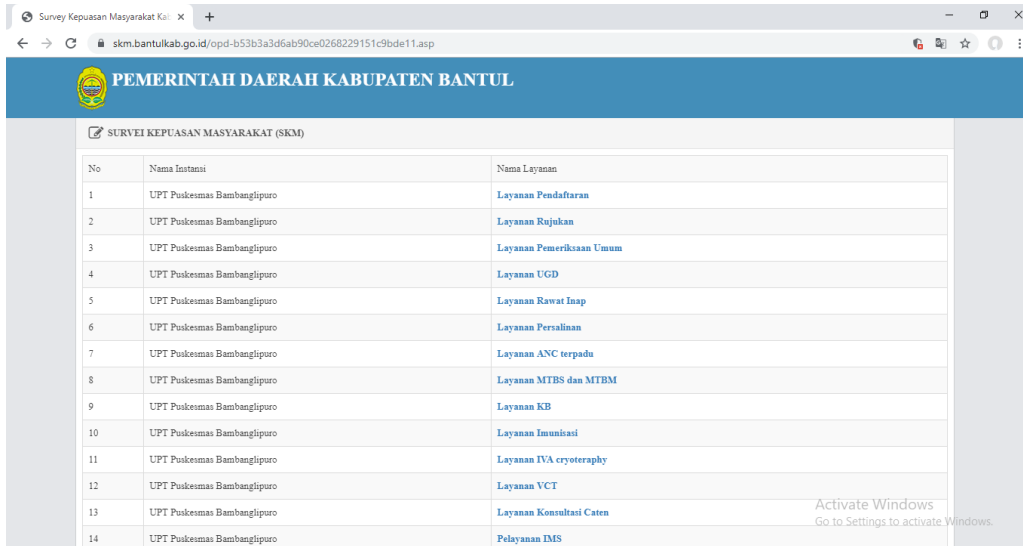 Survey Kepuasan Masyarakat Kab
skm.bantulkab.go.id/opd-b53b3a3d6ab90ce0268229151c9bde11.asp
PEMERINTAH DAERAH KABUPATEN BANTUL
SURVEI KEPUASAN MASYARAKAT (SKM)
No Nama Instansi Nama Layanan
1 UPT Puskesmas Bambanglipuro Layanan Pendaftaran
2 UPT Puskesmas Bambanglipuro Layanan Rujukan
3 UPT Puskesmas Bambanglipuro Layanan Pemeriksaan Umum
4 UPT Puskesmas Bambanglipuro Layanan UGD
5 UPT Puskesmas Bambanglipuro Layanan Rawat Inap
6 UPT Puskesmas Bambanglipuro Layanan Persalinan
7 UPT Puskesmas Bambanglipuro Layanan ANC terpadu
8 UPT Puskesmas Bambanglipuro Layanan MTBS dan MTBM
9 UPT Puskesmas Bambanglipuro Layanan KB
10 UPT Puskesmas Bambanglipuro Layanan Imunisasi
11 UPT Puskesmas Bambanglipuro Layanan IVA cryoteraphy
12 UPT Puskesmas Bambanglipuro Layanan VCT
13 UPT Puskesmas Bambanglipuro Layanan Konsultasi Caten
14 UPT Puskesmas Bambanglipuro Pelayanan IMS
Activate Windows
Go to Settings to activate Windows.